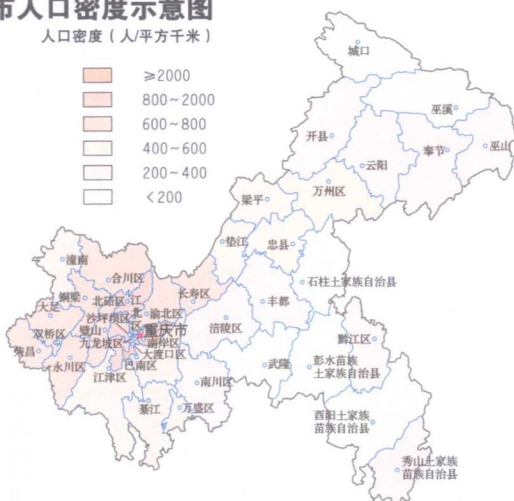 市人口密度示意图
人口密度（人/平方千米）
≥2000
800~2000
600~800
400~600
200~400
<200
城口
巫溪
开县
云阳
奉节
巫山
梁平
万州区
垫江
忠县
潼南
合川区
长寿区
石柱土家族自治县
铜梁
北碚区
江北区
渝北区
丰都
大足
沙坪坝区
重庆市
涪陵区
双桥区
璧山
南岸区
黔江区
荣昌
九龙坡区
大渡口区
永川区
巴南区
武隆
彭水苗族
土家族自治县
江津区
南川区
綦江
万盛区
酉阳土家族
苗族自治县
秀山土家族
苗族自治县